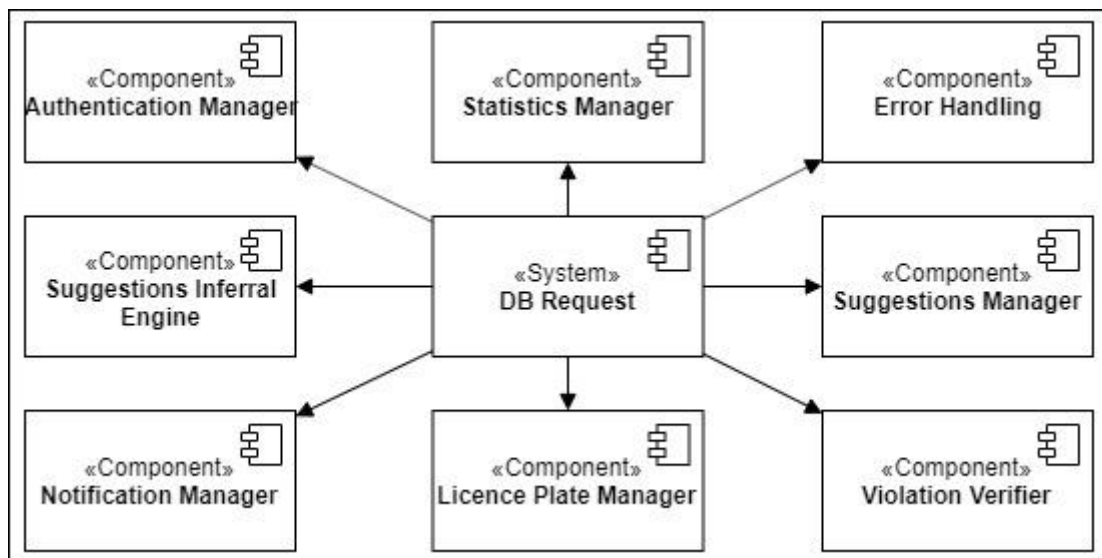 «Component»
Authentication Manager
«Component»
Statistics Manager
«Component»
Error Handling
«Component»
Suggestions Inferral
Engine
«System»
DB Request
«Component»
Suggestions Manager
«Component»
Notification Manager
«Component»
Licence Plate Manager
«Component»
Violation Verifier